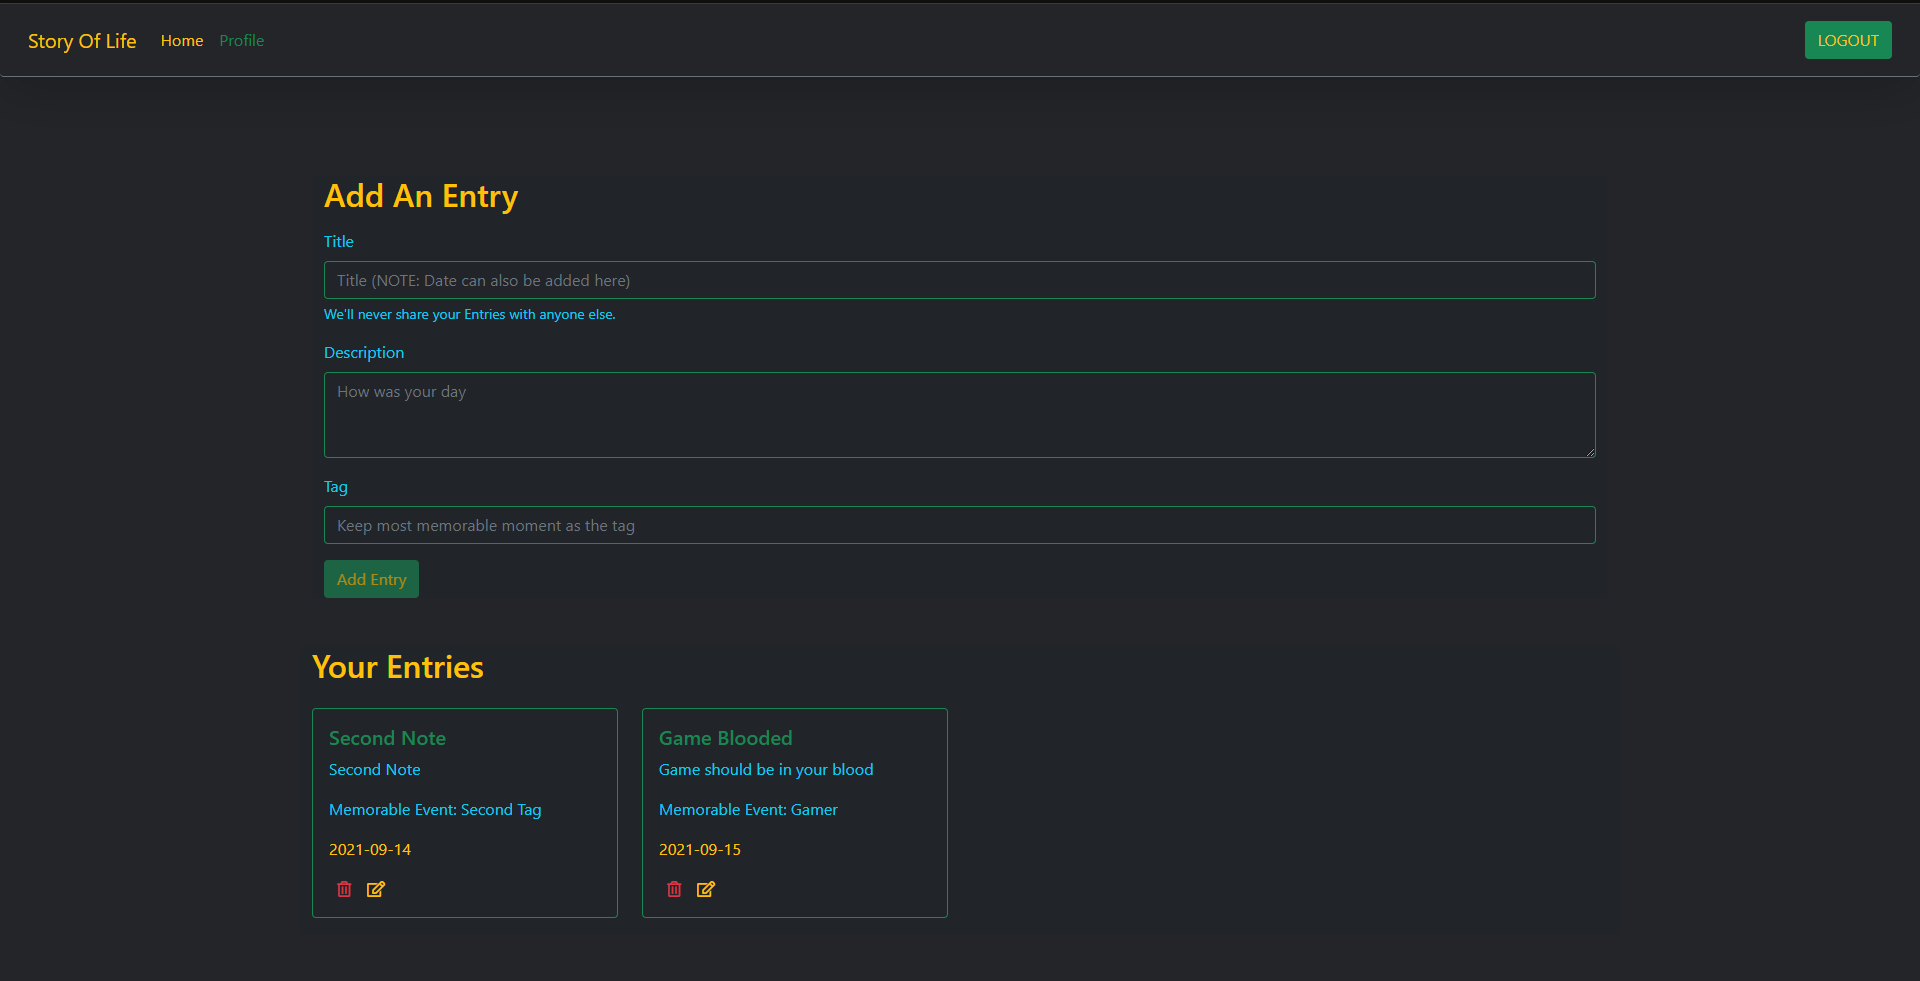 Story Of Life Home Profile LOGOUT
Add An Entry
Title
Title (NOTE: Date can also be added here)
We'll never share your Entries with anyone else.
Description
How was your day
Tag
Keep most memorable moment as the tag
Add Entry
Your Entries
Second Note
Second Note
Memorable Event: Second Tag
2021-09-14
Game Blooded
Game should be in your blood
Memorable Event: Gamer
2021-09-15